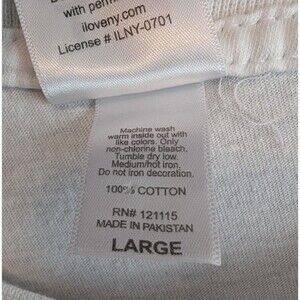 with perm
iloveny.com
License # ILNY-0701
Machine wash
warm inside out with
like colors. Only
non-chlorine bleach.
Tumble dry low.
Medium/hot iron.
Do not iron decoration.
100% COTTON
RN# 121115
MADE IN PAKISTAN
LARGE